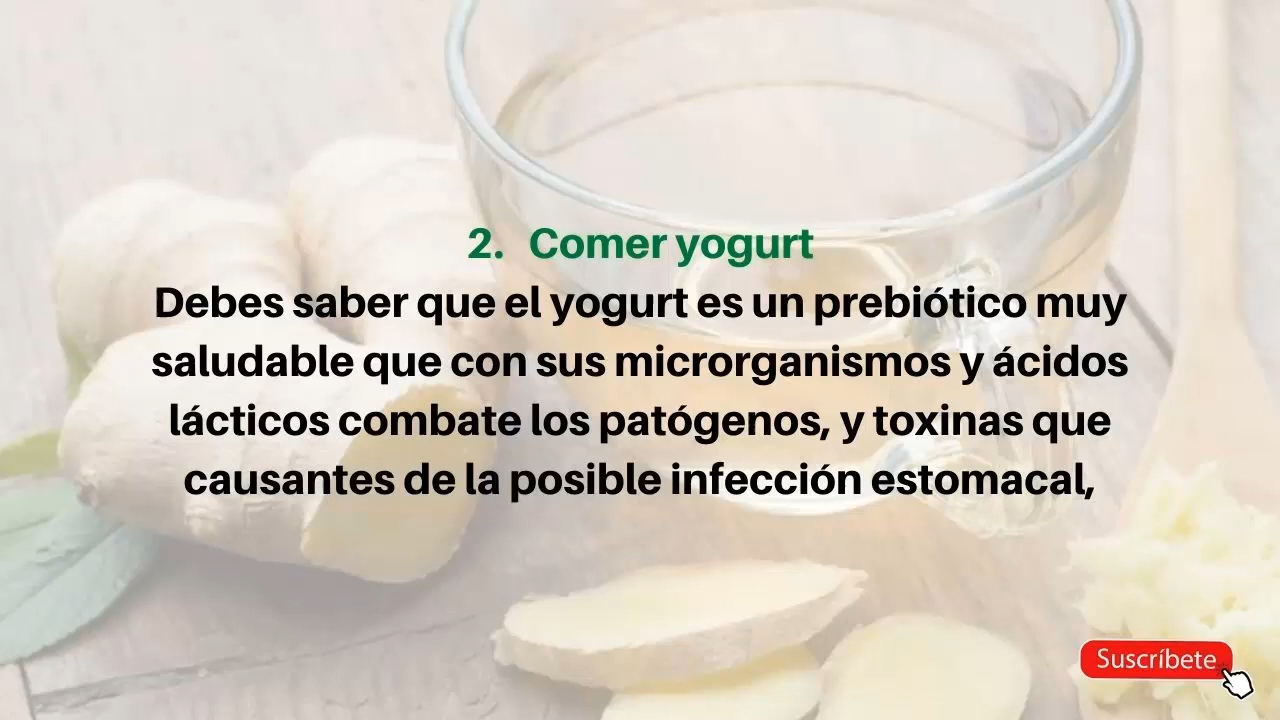 2. Comer yogurt
Debes saber que el yogurt es un prebiótico muy
saludable que con sus microrganismos y ácidos
lácticos combate los patógenos, y toxinas que
causantes de la posible infección estomacal,
Suscríbete